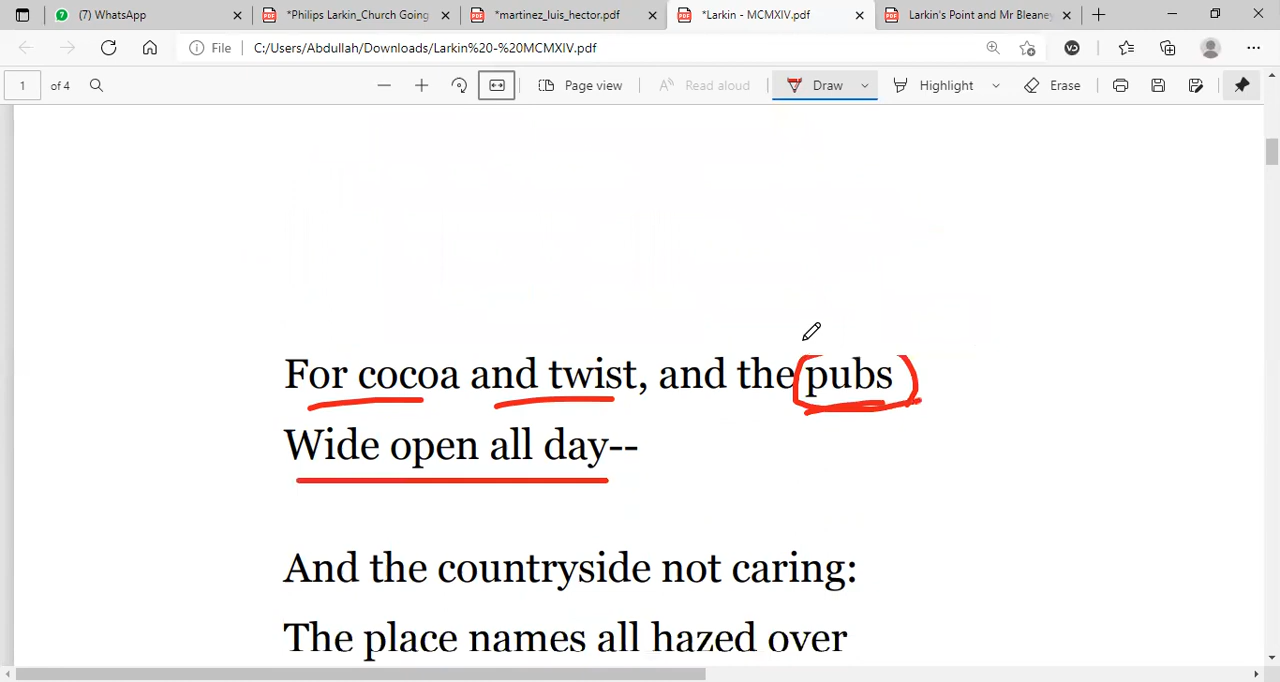 (7) WhatsApp
*Philips Larkin_Church Going
*martinez_luis_hector.pdf
*Larkin - MCMXIV.pdf
Larkin's Point and Mr Bleaney
File
C:/Users/Abdullah/Downloads/Larkin%20-%20MCMXIV.pdf
1 of 4
Page view
Read aloud
Draw
Highlight
Erase
For cocoa and twist, and the pubs
Wide open all day--
And the countryside not caring:
The place names all hazed over